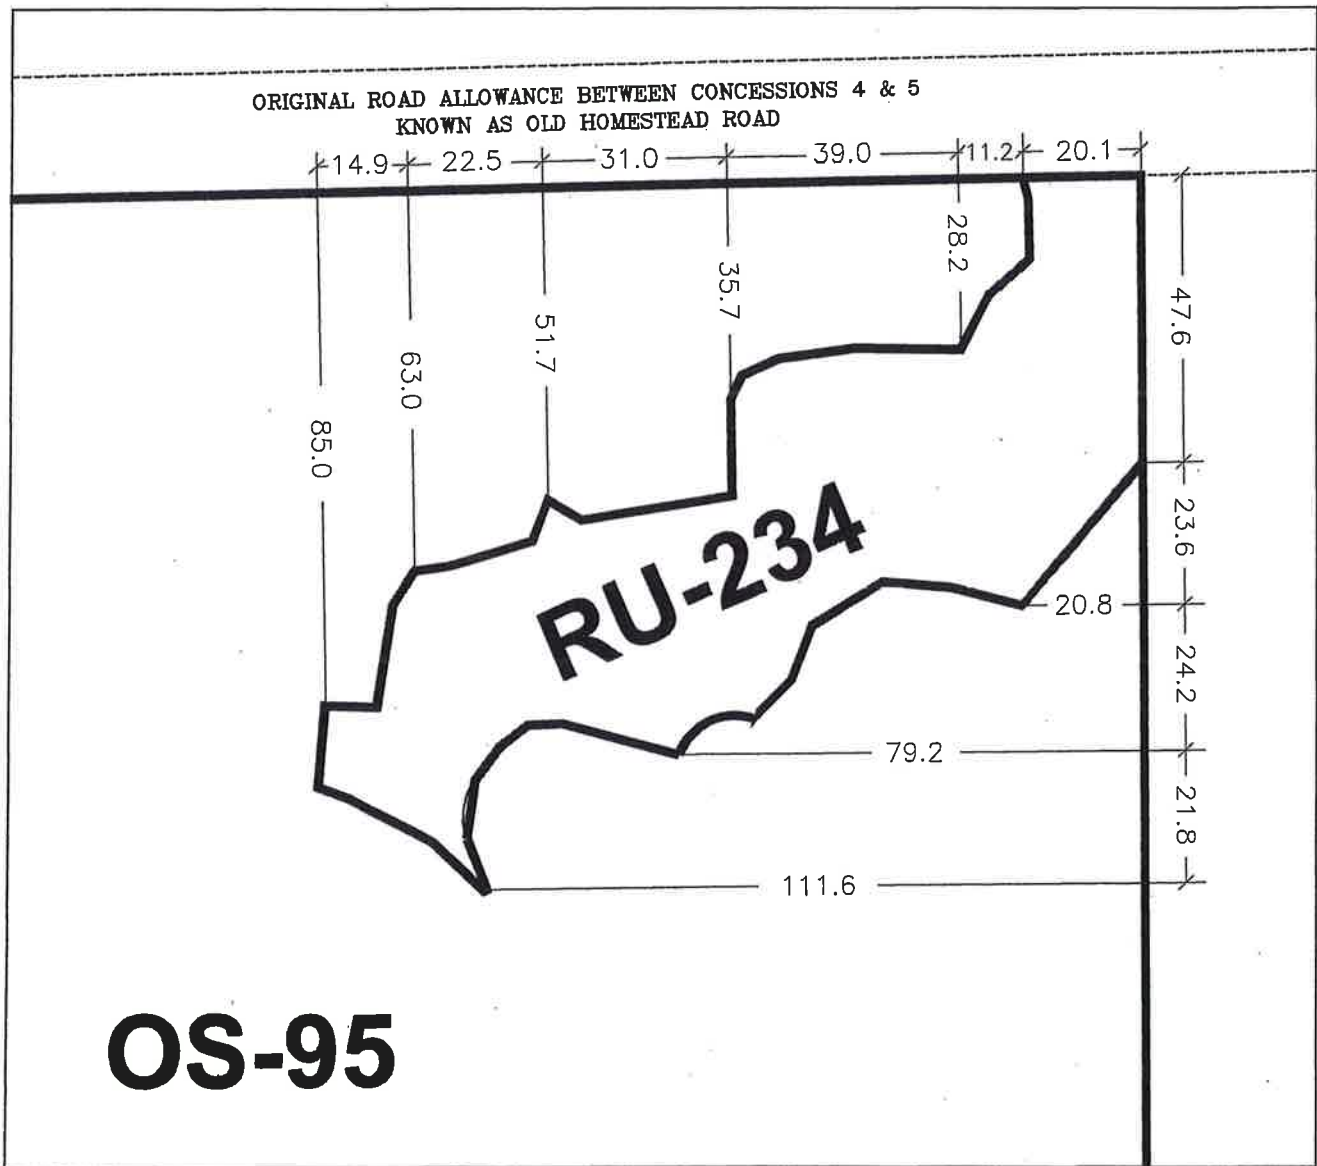 ORIGINAL ROAD ALLOWANCE BETWEEN CONCESSIONS 4 & 5
KNOWN AS OLD HOMESTEAD ROAD
14.9 22.5 31.0 39.0 11.2 20.1
28.2
35.7
47.6
51.7
63.0
85.0
23.6
RU-234
20.8
24.2
79.2
21.8
111.6
OS-95